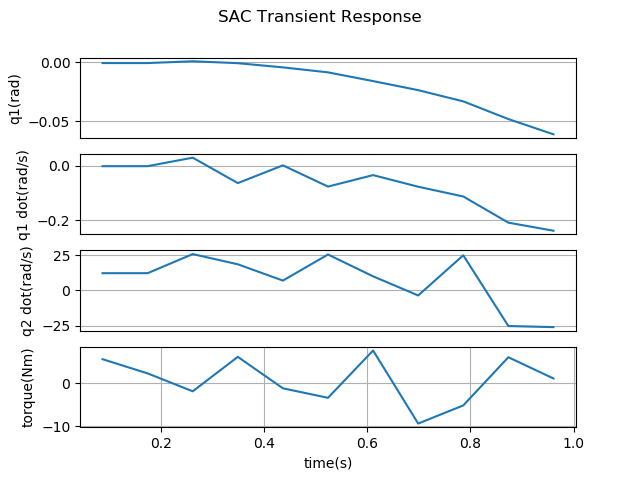 SAC Transient Response
0.00
−0.05
q1(rad)
0.0
−0.2
q1 dot(rad/s)
25
0
−25
q2 dot(rad/s)
0
−10
torque(Nm)
0.2 0.4 0.6 0.8 1.0
time(s)